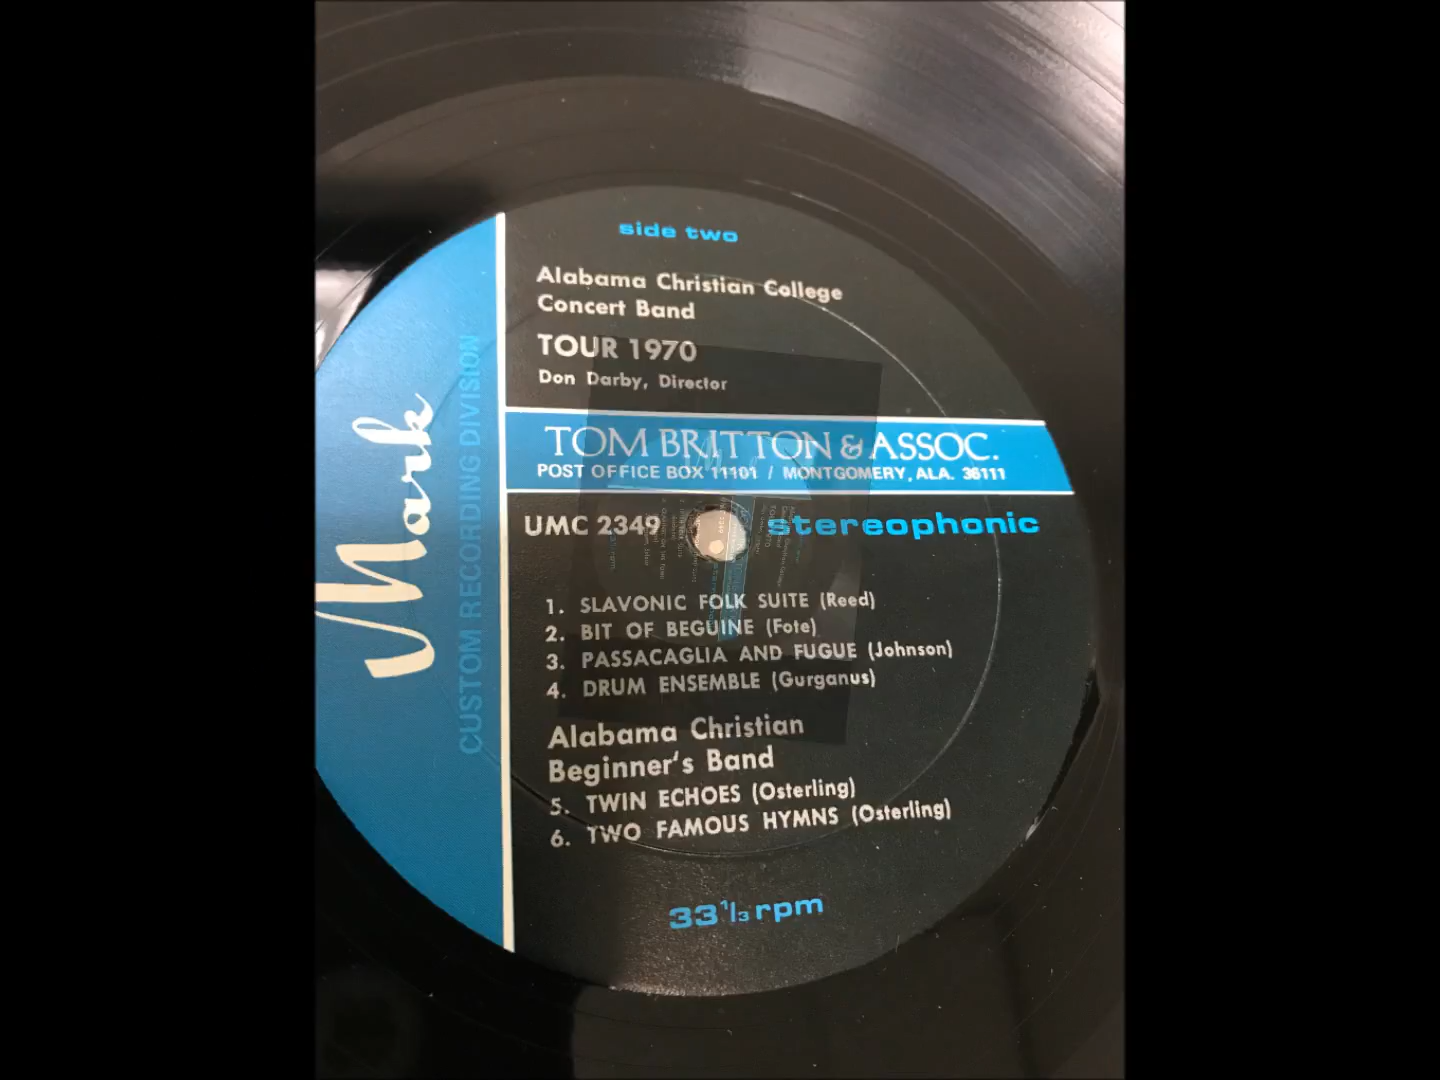 side two
Alabama Christian College
Concert Band
TOUR 1970
Don Darby, Director
Mark
CUSTOM RECORDING DIVISION
TOM BRITTON & ASSOC.
POST OFFICE BOX 11101 / MONTGOMERY, ALA. 36111
UMC 2349 stereophonic
1. SLAVONIC FOLK SUITE (Reed)
2. BIT OF BEGUINE (Fote)
3. PASSACAGLIA AND FUGUE (Johnson)
4. DRUM ENSEMBLE (Gurganus)
Alabama Christian
Beginner's Band
5. TWIN ECHOES (Osterling)
6. TWO FAMOUS HYMNS (Osterling)
33 1/3 rpm